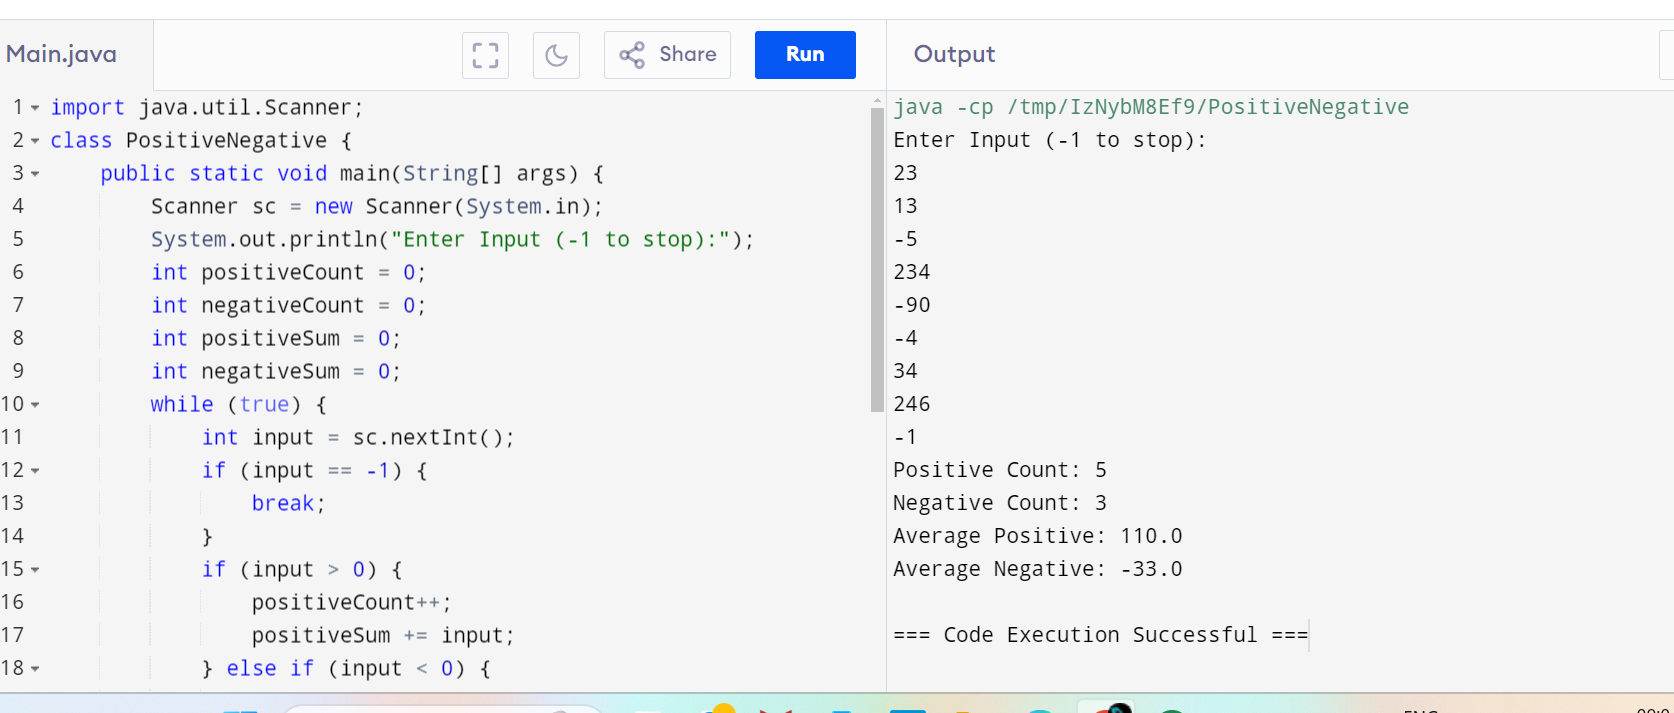 Main.java
Share
Run
Output
1 import java.util.Scanner;
2 class PositiveNegative {
3 public static void main(String[] args) {
4 Scanner sc = new Scanner(System.in);
5 System.out.println("Enter Input (-1 to stop):");
6 int positiveCount = 0;
7 int negativeCount = 0;
8 int positiveSum = 0;
9 int negativeSum = 0;
10 while (true) {
11 int input = sc.nextInt();
12 if (input == -1) {
13 break;
14 }
15 if (input > 0) {
16 positiveCount++;
17 positiveSum += input;
18 } else if (input < 0) {
java -cp /tmp/IzNybM8Ef9/PositiveNegative
Enter Input (-1 to stop):
23
13
-5
234
-90
-4
34
246
-1
Positive Count: 5
Negative Count: 3
Average Positive: 110.0
Average Negative: -33.0
=== Code Execution Successful ===